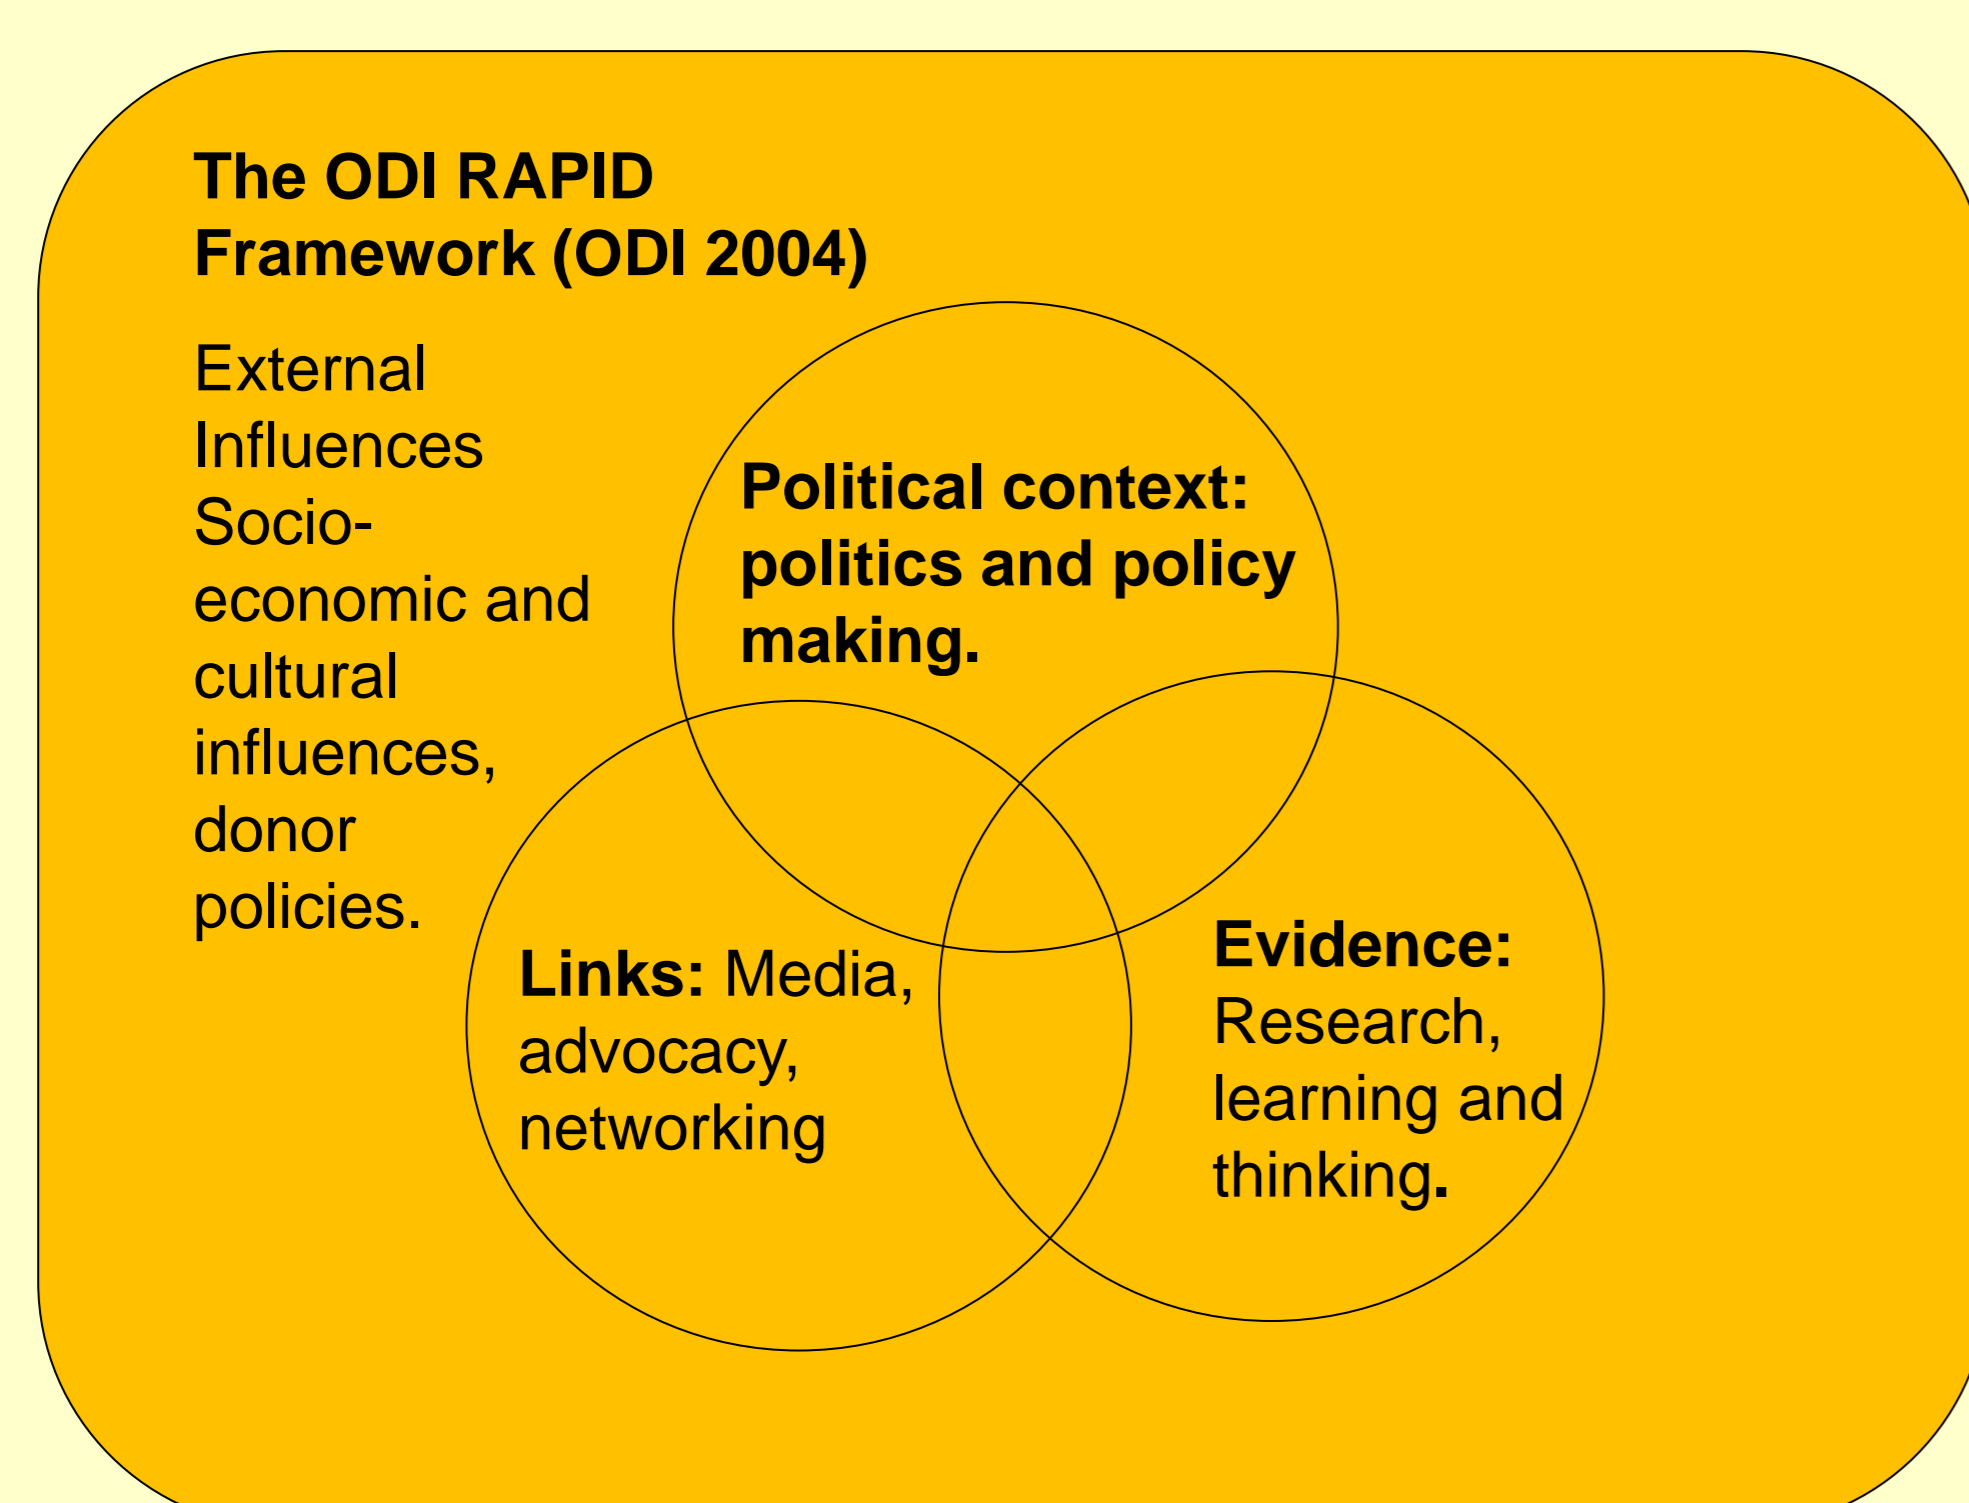 The ODI RAPID
Framework (ODI 2004)
External
Influences
Socio-
economic and
cultural
influences,
donor
policies.
Political context:
politics and policy
making.
Links: Media,
advocacy,
networking
Evidence:
Research,
learning and
thinking.